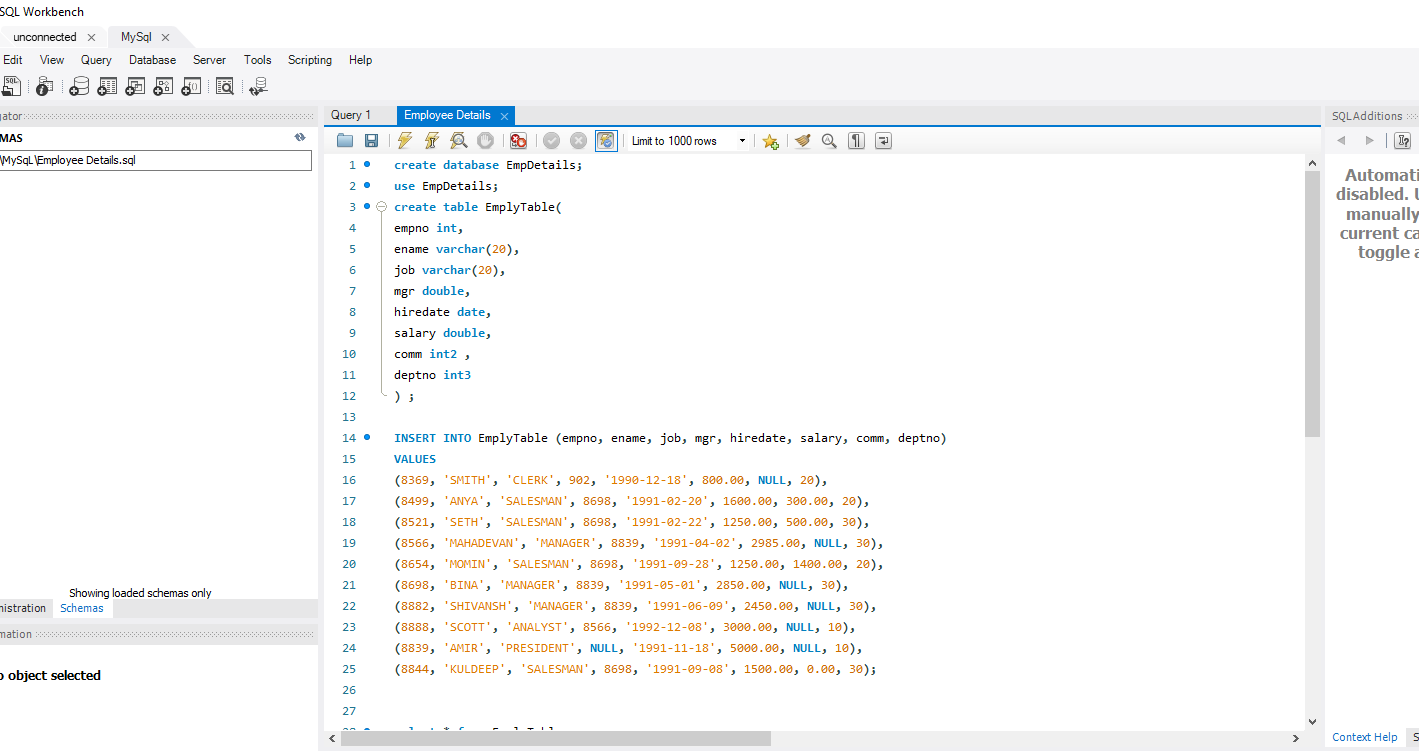 SQL Workbench
unconnected
MySql
Edit View Query Database Server Tools Scripting Help
SQL
MAS
\MySqL\Employee Details.sql
Showing loaded schemas only
Schemas
object selected
Query 1
Employee Details
Limit to 1000 rows
1 create database EmpDetails;
2 use EmpDetails;
3 create table EmplyTable(
4 empno int,
5 ename varchar(20),
6 job varchar(20),
7 mgr double,
8 hiredate date,
9 salary double,
10 comm int2 ,
11 deptno int3
12 ) ;
13
14 INSERT INTO EmplyTable (empno, ename, job, mgr, hiredate, salary, comm, deptno)
15 VALUES
16 (8369, 'SMITH', 'CLERK', 902, '1990-12-18', 800.00, NULL, 20),
17 (8499, 'ANYA', 'SALESMAN', 8698, '1991-02-20', 1600.00, 300.00, 20),
18 (8521, 'SETH', 'SALESMAN', 8698, '1991-02-22', 1250.00, 500.00, 30),
19 (8566, 'MAHADEVAN', 'MANAGER', 8839, '1991-04-02', 2985.00, NULL, 30),
20 (8654, 'MOMIN', 'SALESMAN', 8698, '1991-09-28', 1250.00, 1400.00, 20),
21 (8698, 'BINA', 'MANAGER', 8839, '1991-05-01', 2850.00, NULL, 30),
22 (8882, 'SHIVANSH', 'MANAGER', 8839, '1991-06-09', 2450.00, NULL, 30),
23 (8888, 'SCOTT', 'ANALYST', 8566, '1992-12-08', 3000.00, NULL, 10),
24 (8839, 'AMIR', 'PRESIDENT', NULL, '1991-11-18', 5000.00, NULL, 10),
25 (8844, 'KULDEEP', 'SALESMAN', 8698, '1991-09-08', 1500.00, 0.00, 30);
26
27
SQLAdditions
Automati
disabled. U
manually
current ca
toggle a
Context Help S